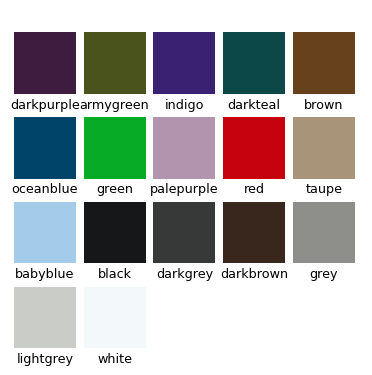 darkpurple armygreen indigo darkteal brown
oceanblue green palepurple red taupe
babyblue black darkgrey darkbrown grey
lightgrey white